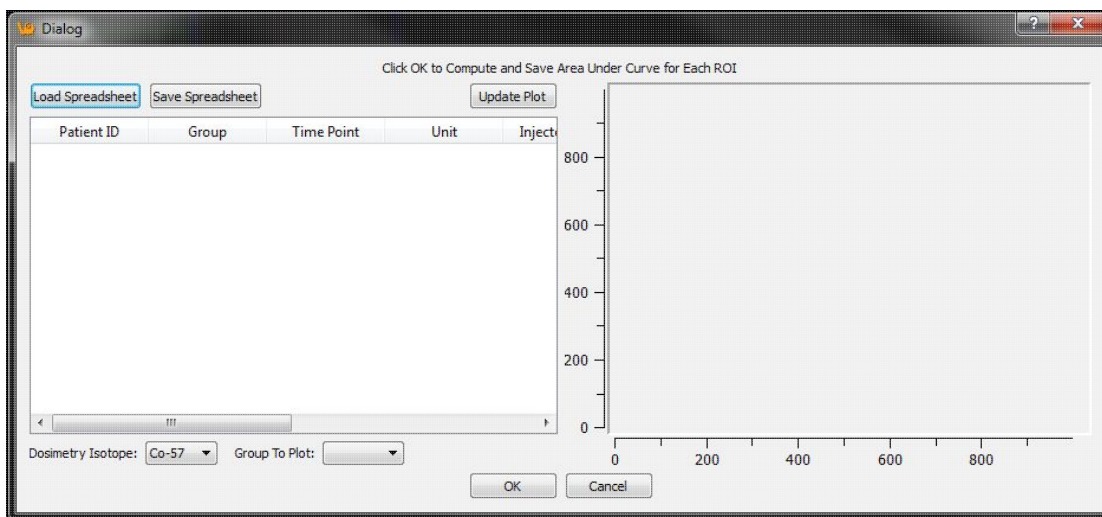 Dialog
Click OK to Compute and Save Area Under Curve for Each ROI
Load Spreadsheet Save Spreadsheet Update Plot
Patient ID Group Time Point Unit Injecte
800
600
400
200
0
0 200 400 600 800
Dosimetry Isotope: Co-57 Group To Plot:
OK Cancel